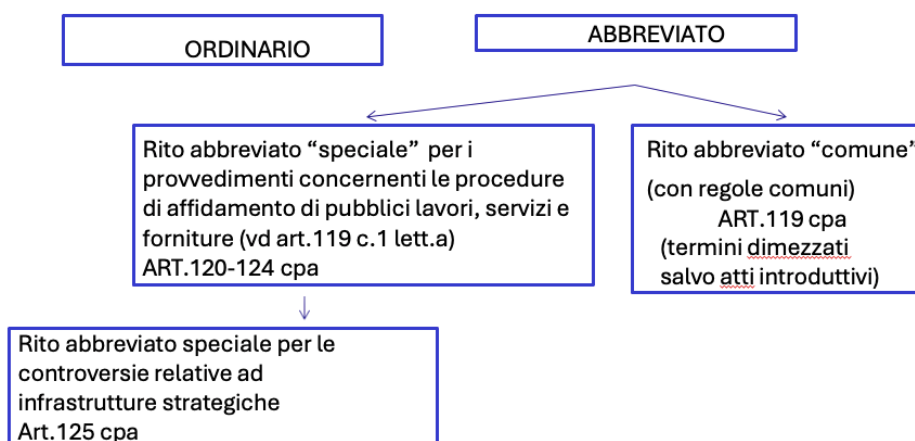 ORDINARIO
ABBREVIATO
Rito abbreviato “speciale” per i
provvedimenti concernenti le procedure
di affidamento di pubblici lavori, servizi e
forniture (vd art.119 c.1 lett.a)
ART.120-124 cpa
Rito abbreviato “comune”
(con regole comuni)
ART.119 cpa
(termini dimezzati
salvo atti introduttivi)
Rito abbreviato speciale per le
controversie relative ad
infrastrutture strategiche
Art.125 cpa